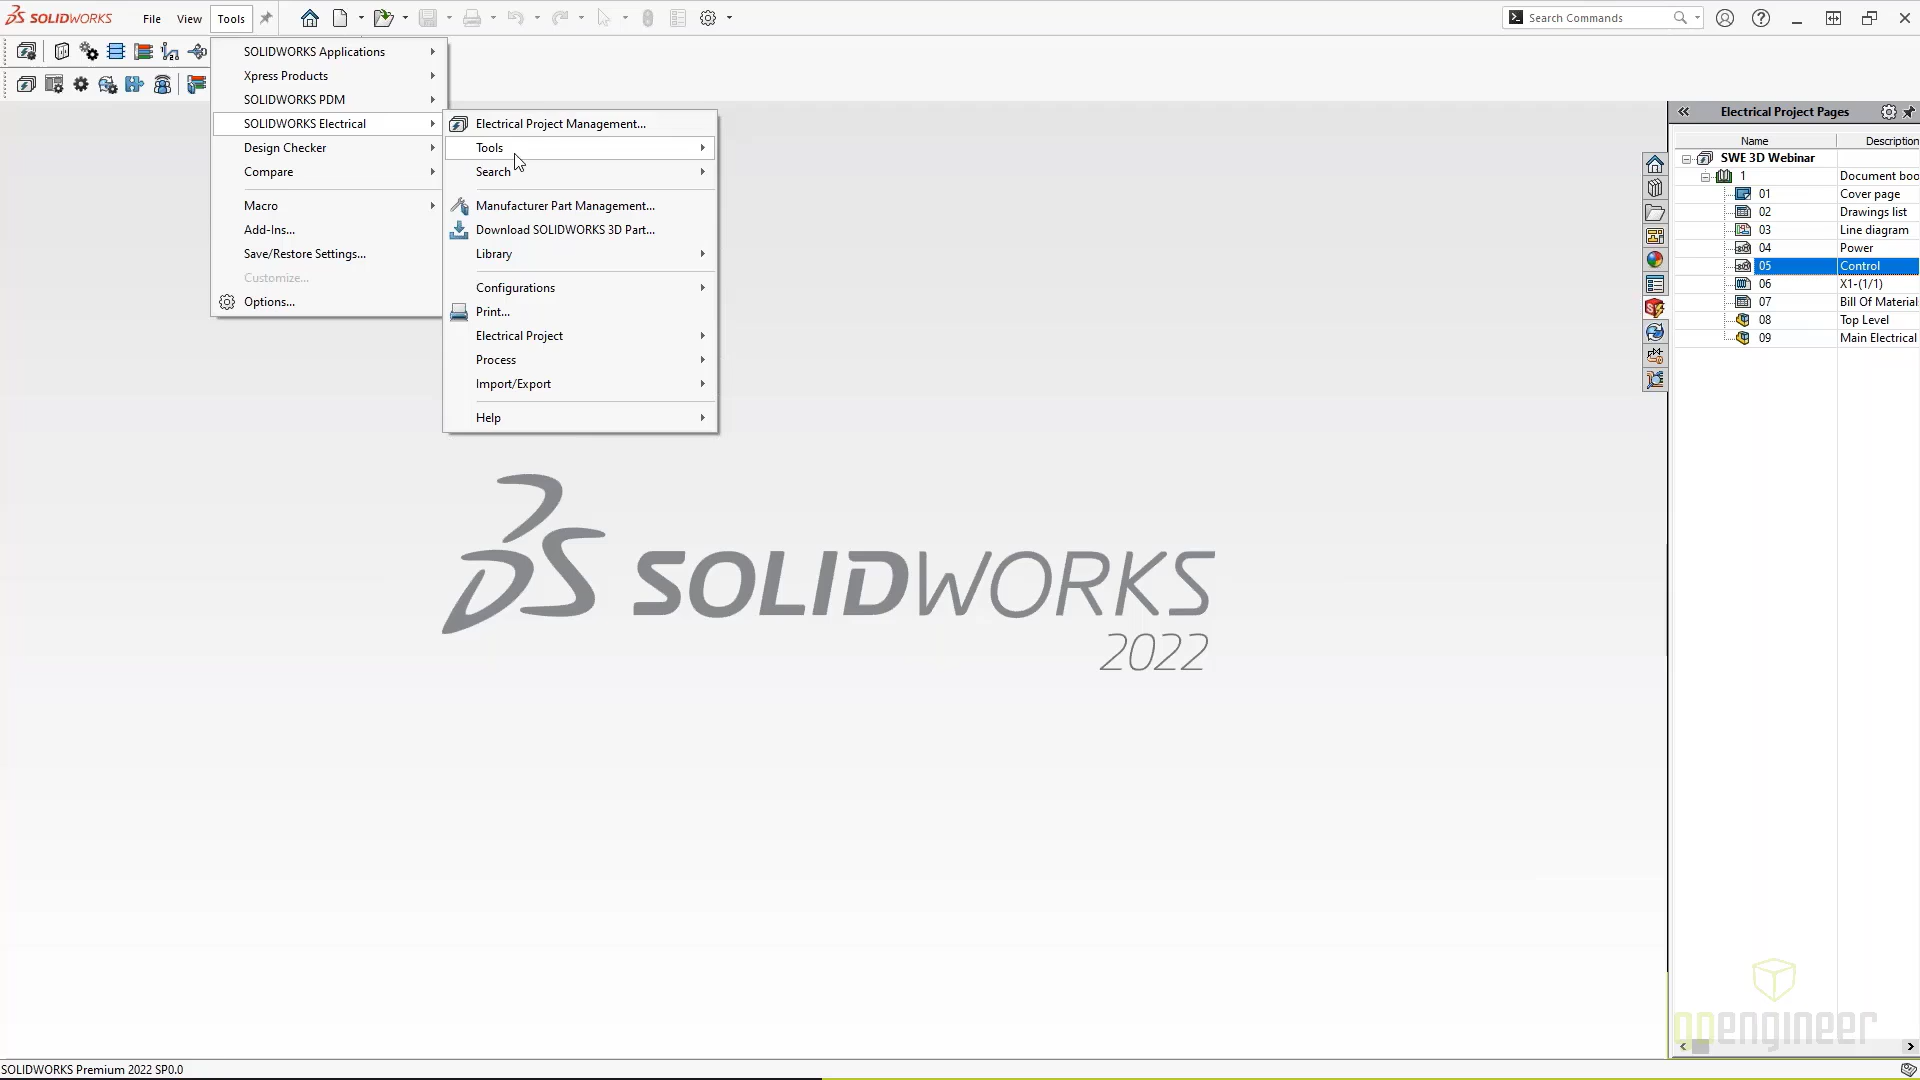 SOLIDWORKS File View Tools Search Commands
SOLIDWORKS Applications
Xpress Products
SOLIDWORKS PDM
SOLIDWORKS Electrical
Design Checker
Compare
Macro
Add-Ins...
Save/Restore Settings...
Customize...
Options...
Electrical Project Management...
Tools
Search
Manufacturer Part Management...
Download SOLIDWORKS 3D Part...
Library
Configurations
Print...
Electrical Project
Process
Import/Export
Help
Electrical Project Pages
Name Description
SWE 3D Webinar
1 Document boo
01 Cover page
02 Drawings list
03 Line diagram
04 Power
05 Control
06 X1-(1/1)
07 Bill Of Material
08 Top Level
09 Main Electrical
SOLIDWORKS
2022
engineer
SOLIDWORKS Premium 2022 SP0.0